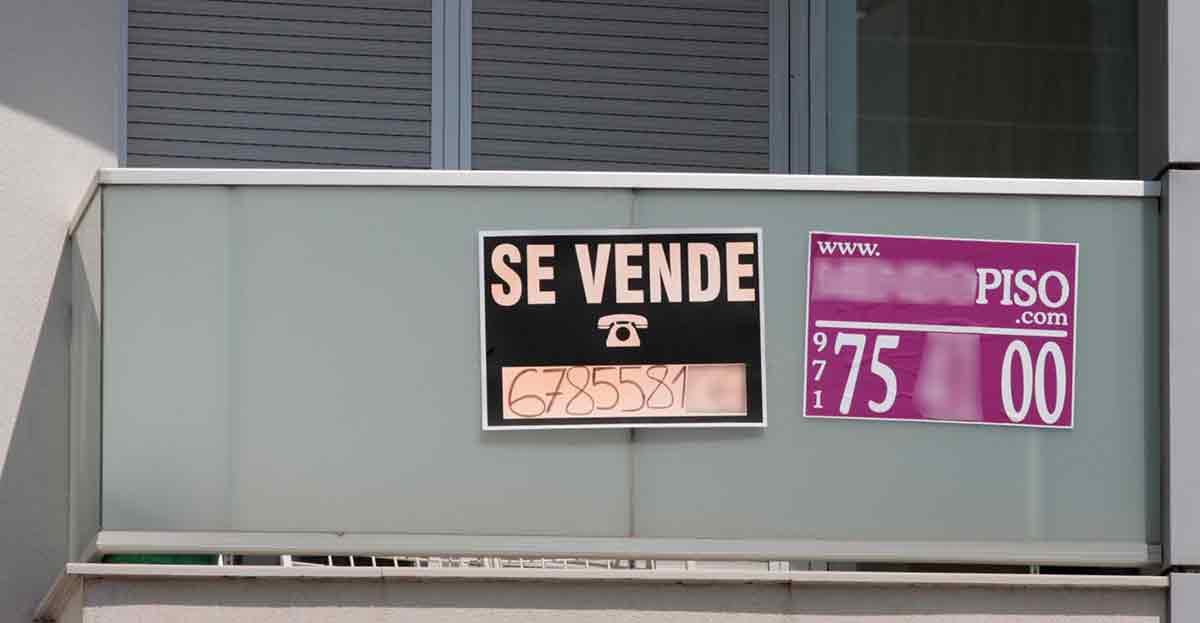 SE VENDE
6785581
www.
PISO
.com
971
75 00